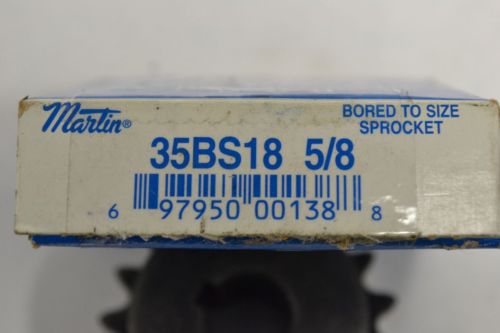 Martin®
BORED TO SIZE
SPROCKET
35BS18 5/8
6 97950 00138 8